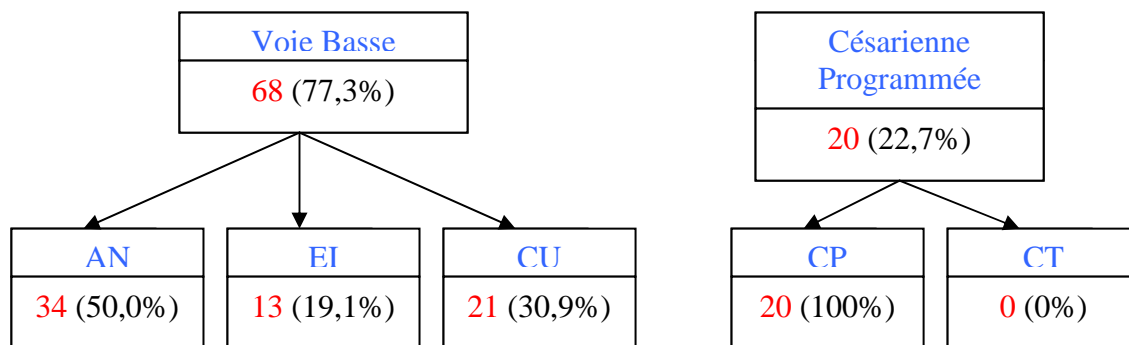 Voie Basse
68 (77,3%)
Césarienne
Programmée
20 (22,7%)
AN
34 (50,0%)
EI
13 (19,1%)
CU
21 (30,9%)
CP
20 (100%)
CT
0 (0%)